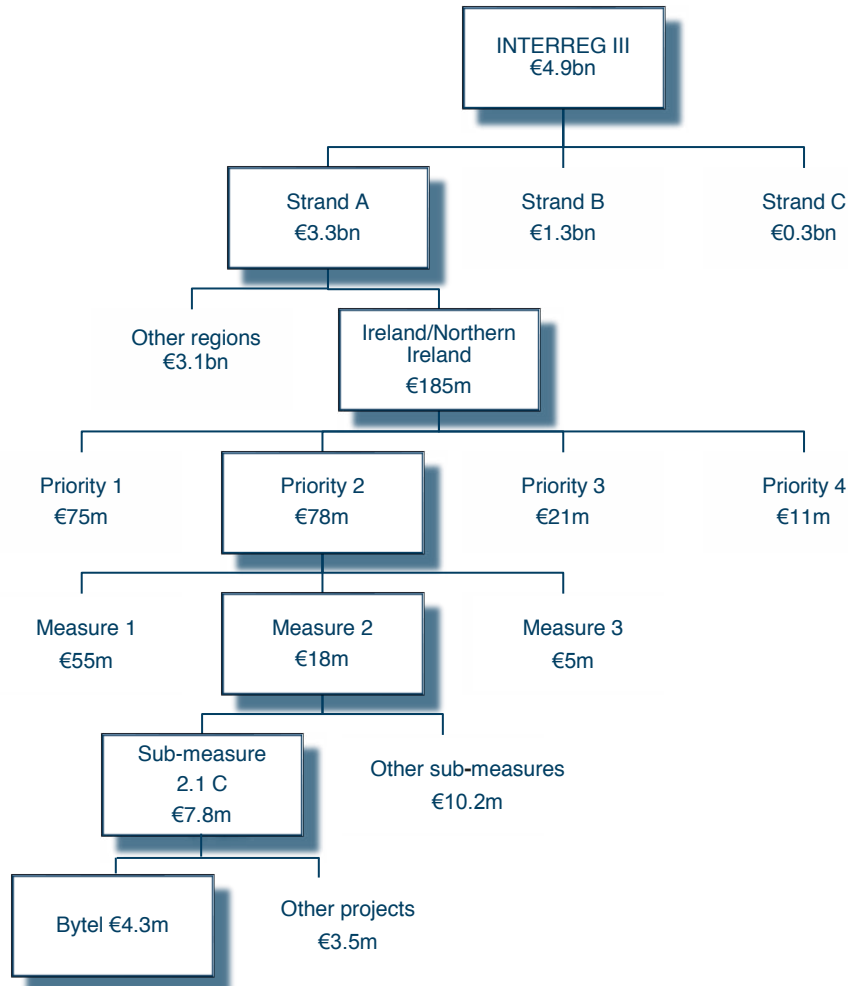 INTERREG III
€4.9bn
Strand A
€3.3bn
Strand B
€1.3bn
Strand C
€0.3bn
Other regions
€3.1bn
Ireland/Northern
Ireland
€185m
Priority 1
€75m
Priority 2
€78m
Priority 3
€21m
Priority 4
€11m
Measure 1
€55m
Measure 2
€18m
Measure 3
€5m
Sub-measure
2.1 C
€7.8m
Other sub-measures
€10.2m
Bytel €4.3m
Other projects
€3.5m